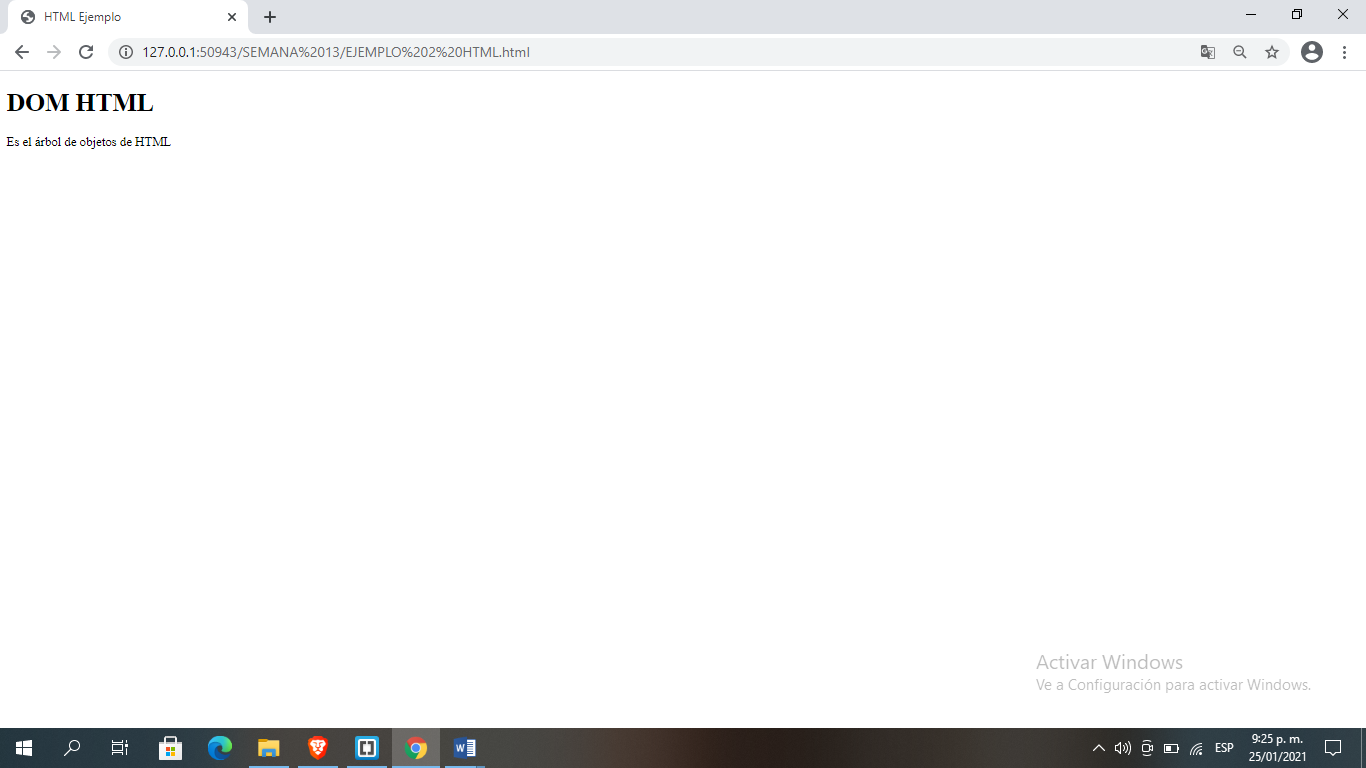 HTML Ejemplo
127.0.0.1:50943/SEMANA%2013/EJEMPLO%202%20HTML.html
DOM HTML
Es el árbol de objetos de HTML
Activar Windows
Ve a Configuración para activar Windows.
ESP
9:25 p. m.
25/01/2021